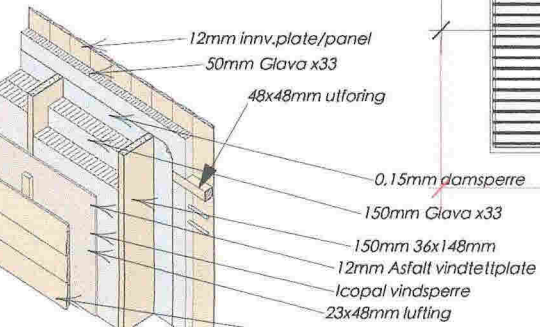 12mm innv.plate/panel
50mm Glava x33
48x48mm utforing
0,15mm damsperre
150mm Glava x33
150mm 36x148mm
12mm Asfalt vindtettplate
Icopal vindsperre
23x48mm lufting